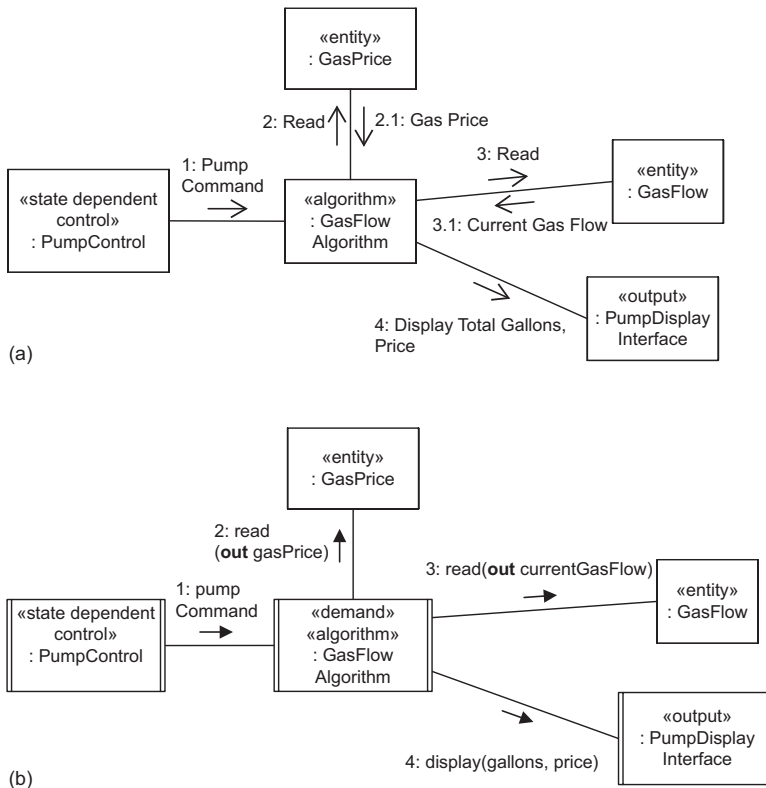 «entity»
: GasPrice
2: Read
2.1: Gas Price
1: Pump
Command
3: Read
«state dependent
control»
: PumpControl
«algorithm»
: GasFlow
Algorithm
«entity»
: GasFlow
3.1: Current Gas Flow
«output»
: PumpDisplay
Interface
4: Display Total Gallons,
Price
(a)
«entity»
: GasPrice
2: read
(out gasPrice)
1: pump
Command
3: read(out currentGasFlow)
«state dependent
control»
: PumpControl
«demand»
«algorithm»
: GasFlow
Algorithm
«entity»
: GasFlow
«output»
: PumpDisplay
Interface
4: display(gallons, price)
(b)